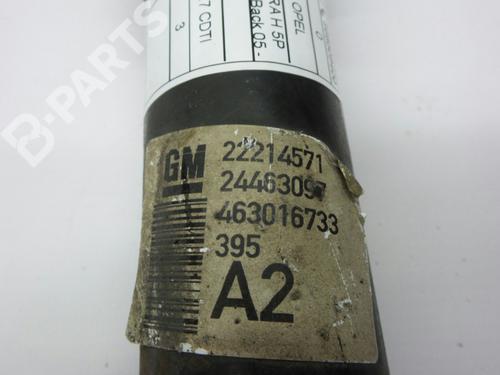 OPEL
RA H 5P
Back 05 -
7 CDTI
3
B-PARTS
GM
22214571
24463097
463016733
395
A2